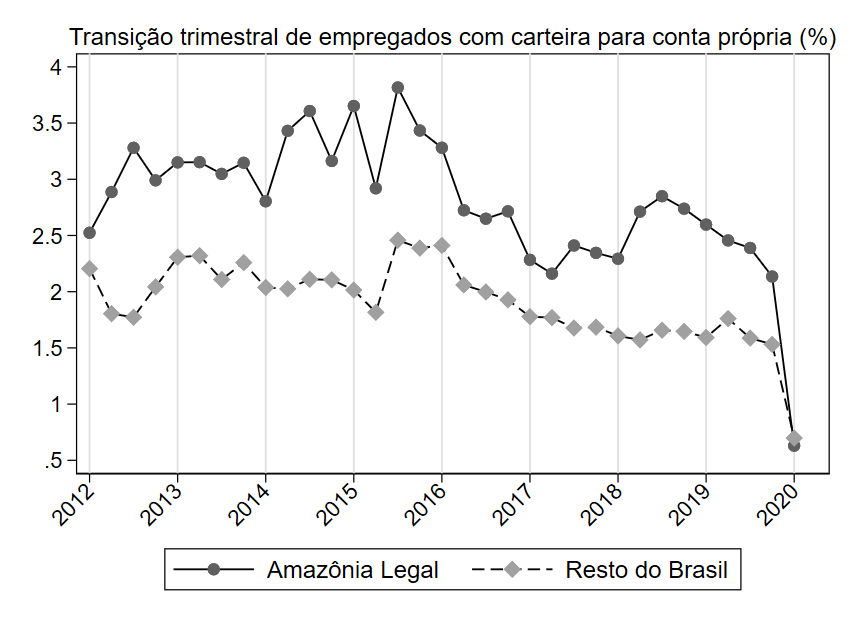 Transição trimestral de empregados com carteira para conta própria (%)
4
3.5
3
2.5
2
1.5
1
.5
2012 2013 2014 2015 2016 2017 2018 2019 2020
Amazônia Legal Resto do Brasil